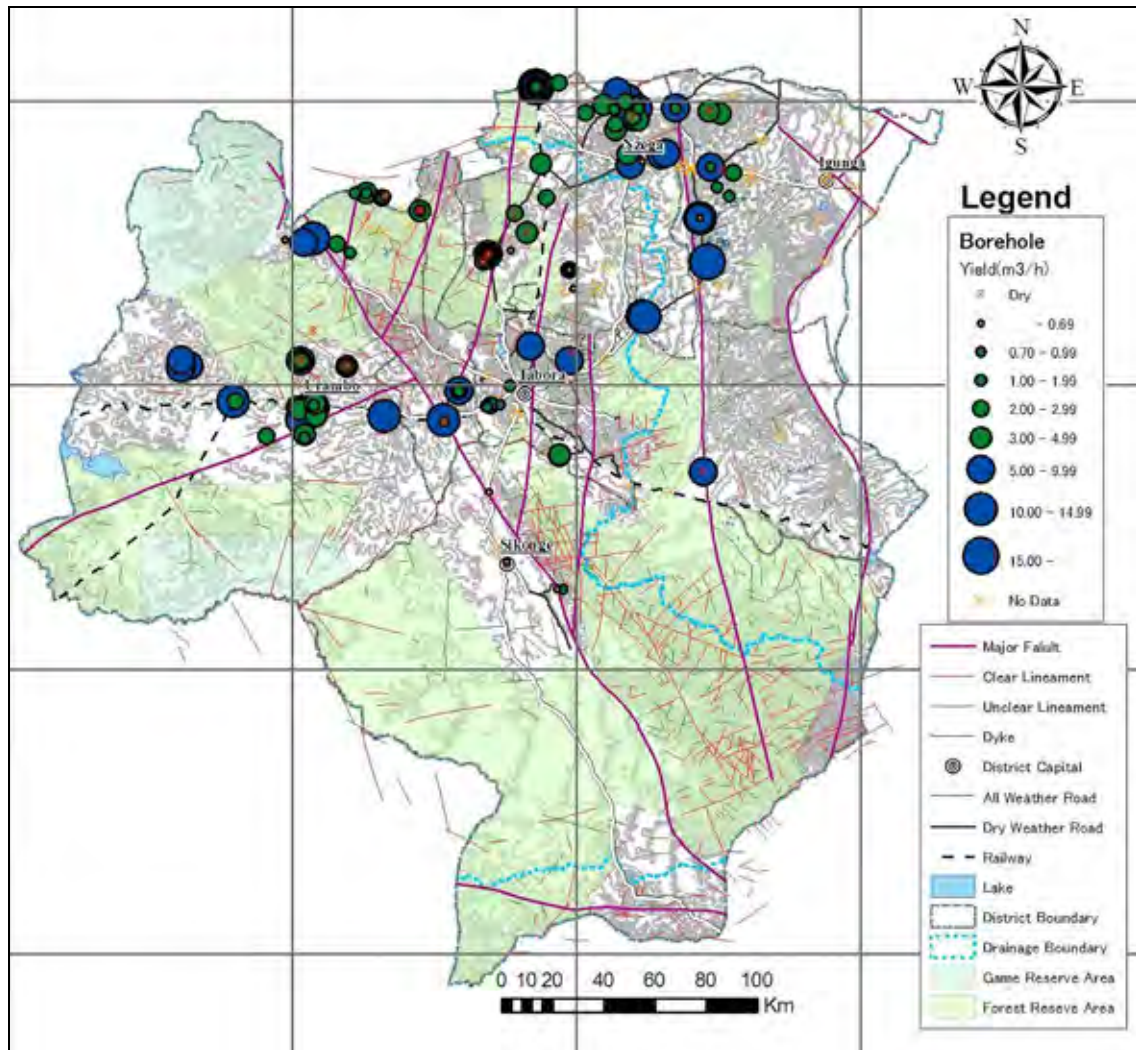 N
W E
S
Nzega
Igunga
Urambo
Tabora
Sikonge
0 10 20 40 60 80 100
Km
Legend
Borehole
Yield(m3/h)
Dry
- 0.69
0.70 - 0.99
1.00 - 1.99
2.00 - 2.99
3.00 - 4.99
5.00 - 9.99
10.00 - 14.99
15.00 -
No Data
Major Falult
Clear Lineament
Unclear Lineament
Dyke
District Capital
All Weather Road
Dry Weather Road
Railway
Lake
District Boundary
Drainage Boundary
Game Reserve Area
Forest Reseve Area